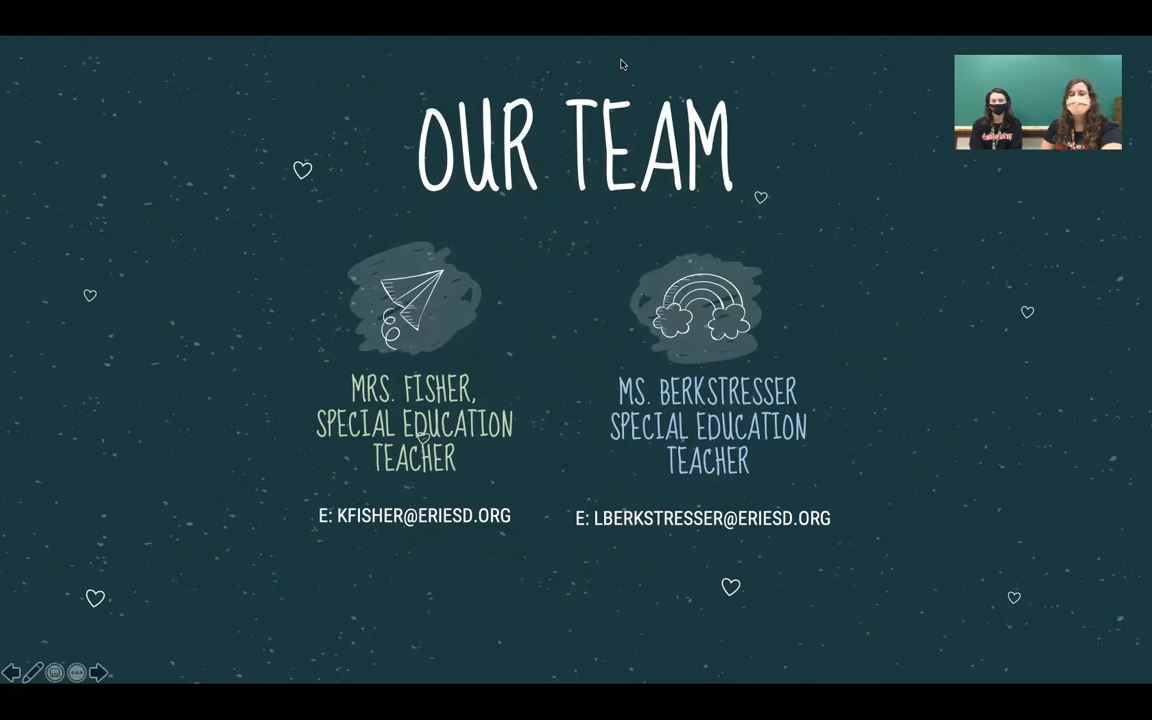 OUR TEAM
MRS. FISHER,
SPECIAL EDUCATION
TEACHER
E: KFISHER@ERIESD.ORG
MS. BERKSTRESSER
SPECIAL EDUCATION
TEACHER
E: LBERKSTRESSER@ERIESD.ORG